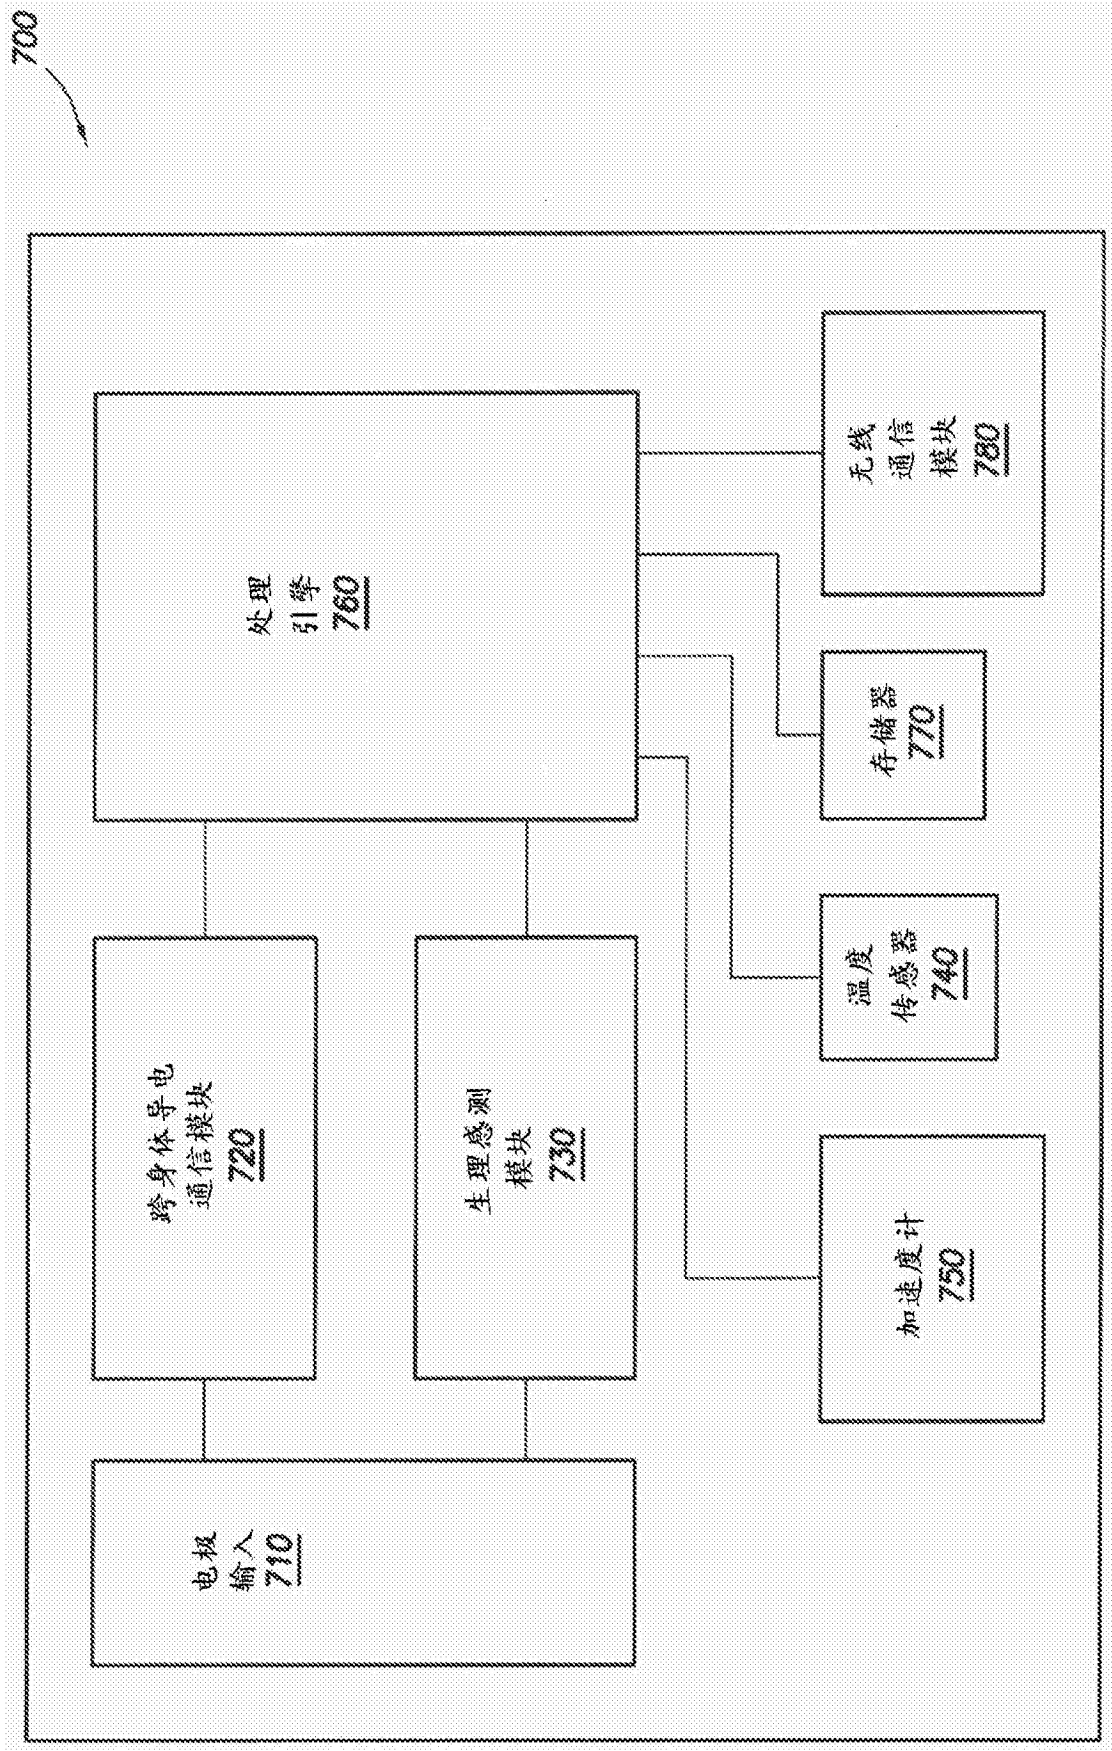 700
电极
输入
710
跨身体导电
通信模块
720
生理感测
模块
730
处理
引擎
760
加速度计
750
温度
传感器
740
存储器
770
无线
通信
模块
780